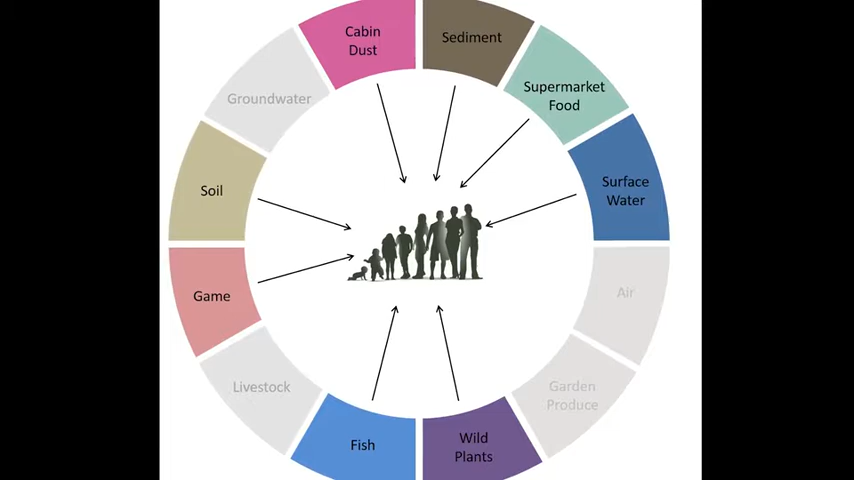 Cabin
Dust
Sediment
Supermarket
Food
Surface
Water
Air
Garden
Produce
Wild
Plants
Fish
Livestock
Game
Soil
Groundwater